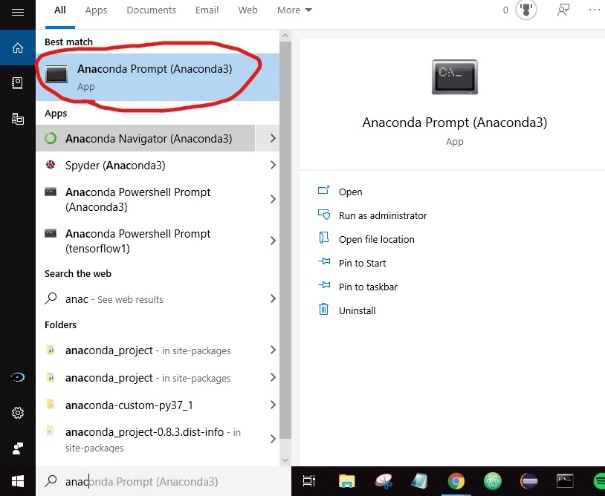 All Apps Documents Email Web More 0 ...
Best match
Anaconda Prompt (Anaconda3)
App
Apps
Anaconda Navigator (Anaconda3)
Spyder (Anaconda3)
Anaconda Powershell Prompt
(Anaconda3)
Anaconda Powershell Prompt
(tensorflow1)
Search the web
anac - See web results
Folders
anaconda_project - in site-packages
anaconda_project - in site-packages
anaconda-custom-py37_1
anaconda_project-0.8.3.dist-info - in
site-packages
anaconda Prompt (Anaconda3)
C:\_
Anaconda Prompt (Anaconda3)
App
Open
Run as administrator
Open file location
Pin to Start
Pin to taskbar
Uninstall